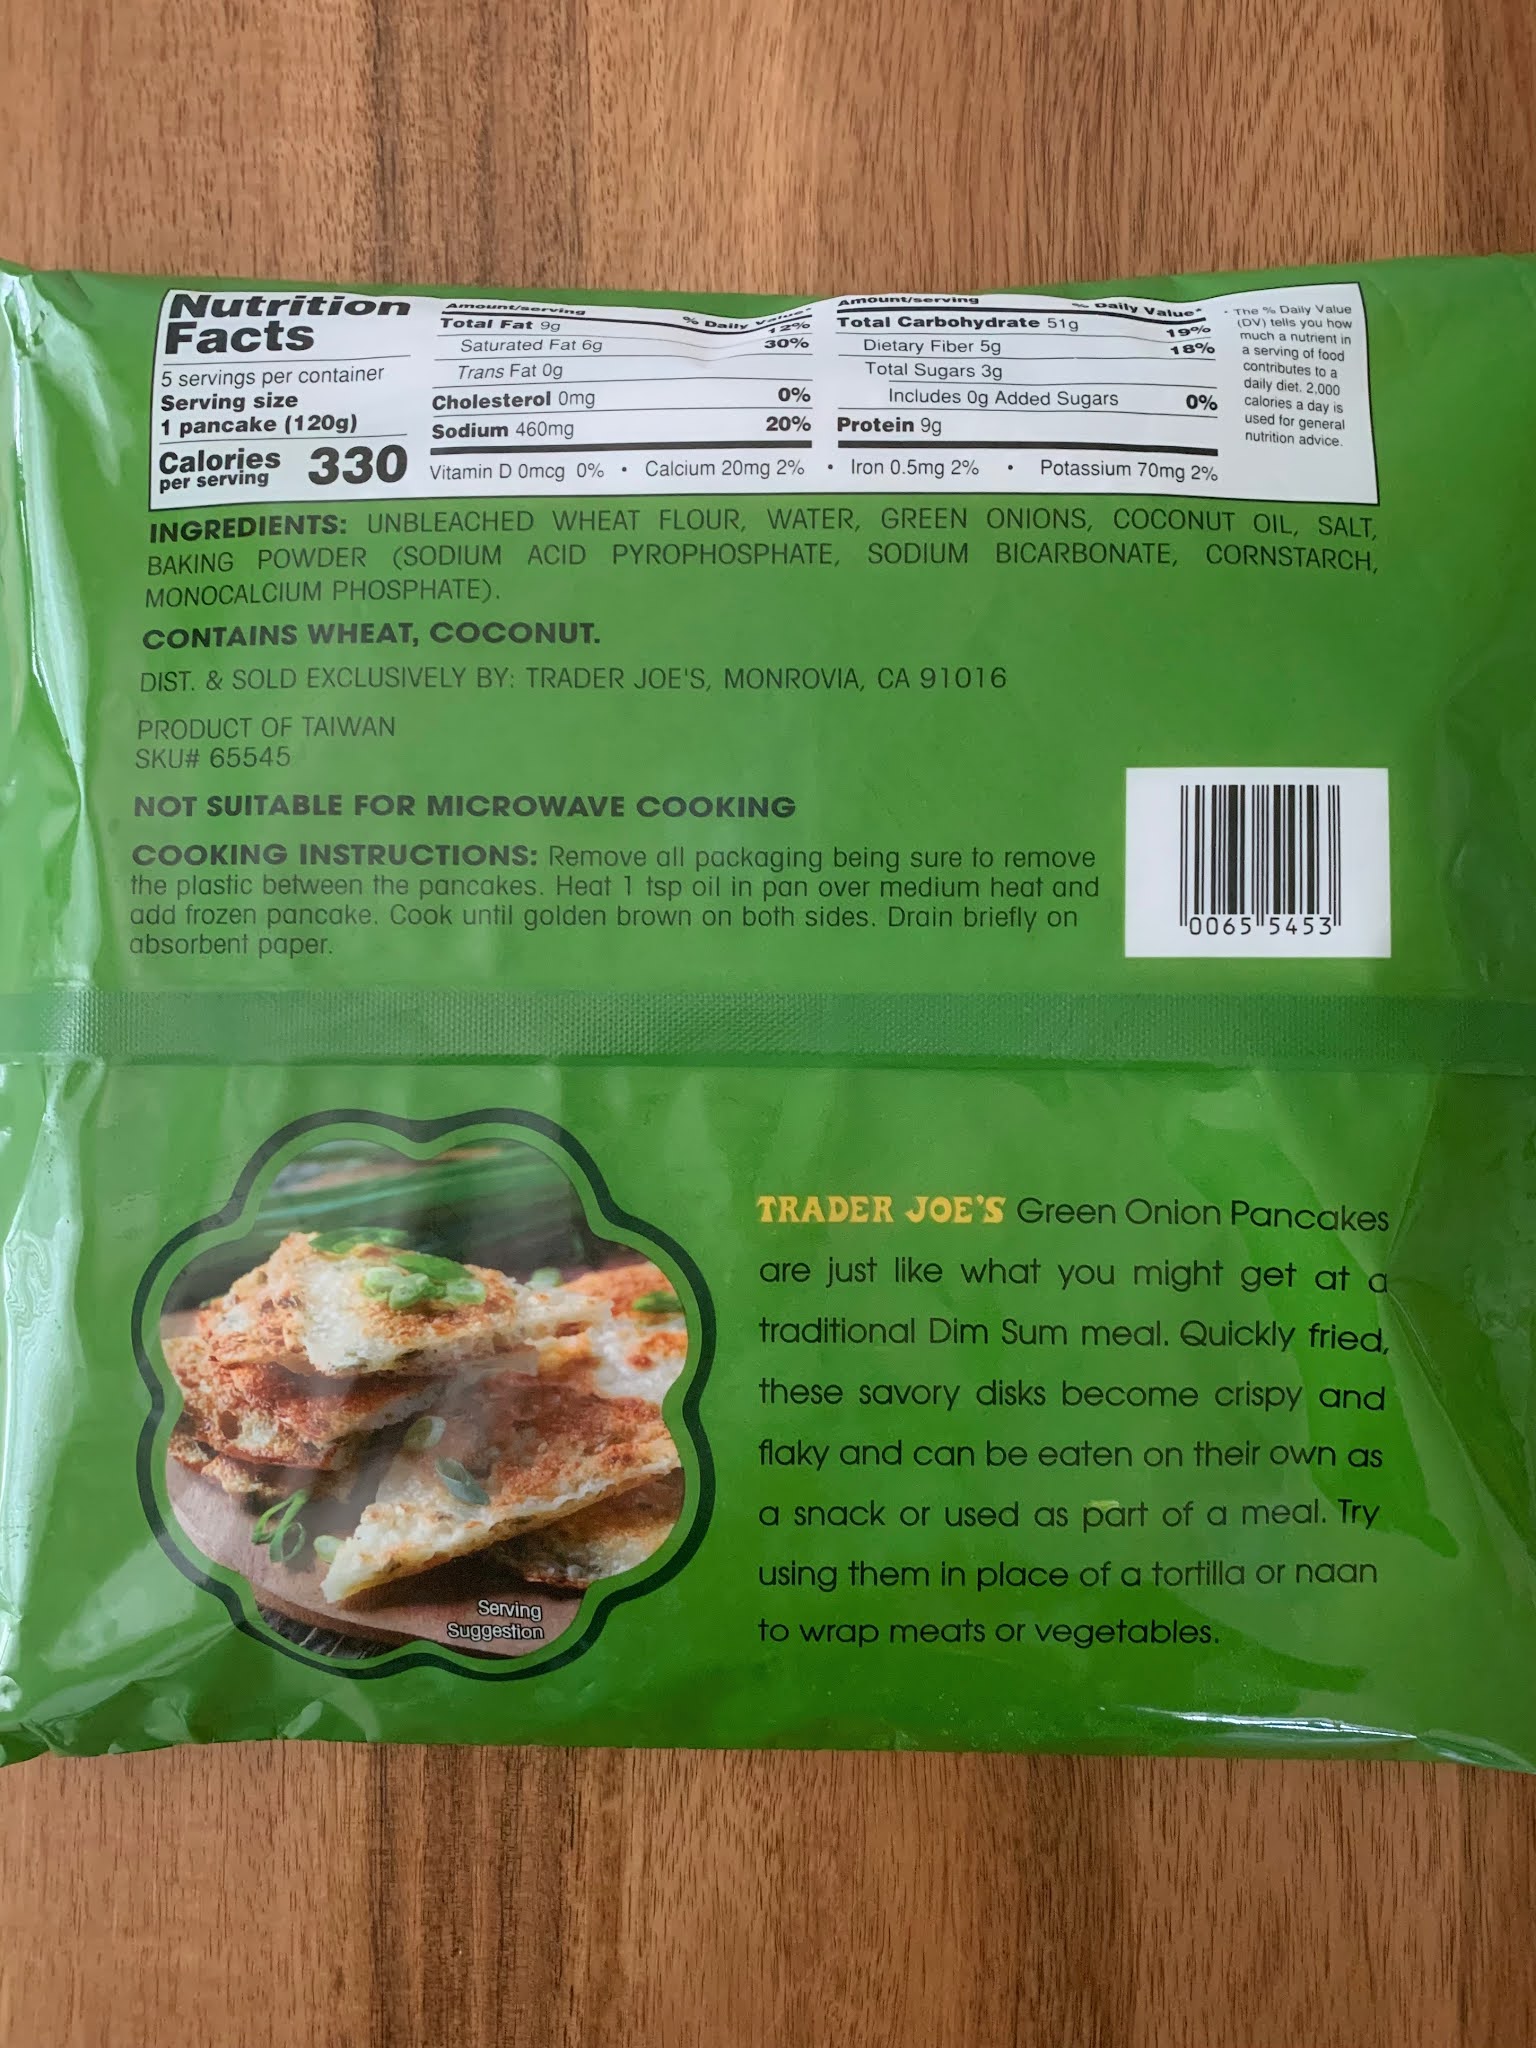 Nutrition
Facts
5 servings per container
Serving size
1 pancake (120g)
Calories
per serving
330
Amount/serving % Daily Value*
Total Fat 9g 12%
Saturated Fat 6g 30%
Trans Fat 0g
Cholesterol 0mg 0%
Sodium 460mg 20%
Amount/serving % Daily Value*
Total Carbohydrate 51g 19%
Dietary Fiber 5g 18%
Total Sugars 3g
Includes 0g Added Sugars 0%
Protein 9g
Vitamin D 0mcg 0% • Calcium 20mg 2% • Iron 0.5mg 2% • Potassium 70mg 2%
* The % Daily Value
(DV) tells you how
much a nutrient in
a serving of food
contributes to a
daily diet. 2,000
calories a day is
used for general
nutrition advice.
INGREDIENTS: UNBLEACHED WHEAT FLOUR, WATER, GREEN ONIONS, COCONUT OIL, SALT,
BAKING POWDER (SODIUM ACID PYROPHOSPHATE, SODIUM BICARBONATE, CORNSTARCH,
MONOCALCIUM PHOSPHATE).
CONTAINS WHEAT, COCONUT.
DIST. & SOLD EXCLUSIVELY BY: TRADER JOE'S, MONROVIA, CA 91016
PRODUCT OF TAIWAN
SKU# 65545
NOT SUITABLE FOR MICROWAVE COOKING
COOKING INSTRUCTIONS: Remove all packaging being sure to remove
the plastic between the pancakes. Heat 1 tsp oil in pan over medium heat and
add frozen pancake. Cook until golden brown on both sides. Drain briefly on
absorbent paper.
0065 5453
Serving
Suggestion
TRADER JOE'S Green Onion Pancakes
are just like what you might get at a
traditional Dim Sum meal. Quickly fried,
these savory disks become crispy and
flaky and can be eaten on their own as
a snack or used as part of a meal. Try
using them in place of a tortilla or naan
to wrap meats or vegetables.